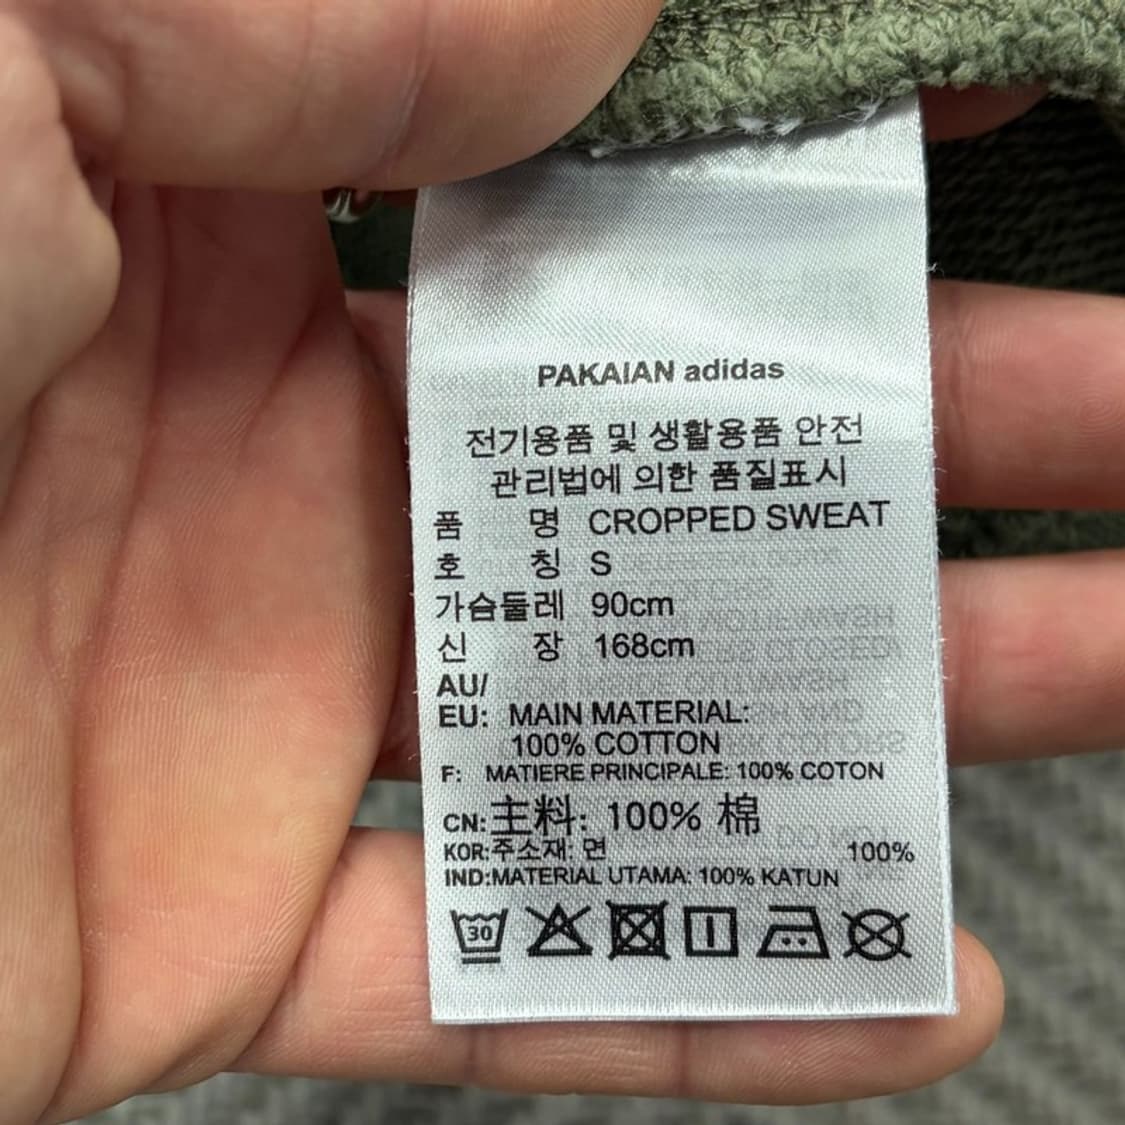 PAKAIAN adidas
전기용품 및 생활용품 안전
관리법에 의한 품질표시
품 명 CROPPED SWEAT
호 칭 S
가슴둘레 90cm
신 장 168cm
AU/
EU: MAIN MATERIAL:
100% COTTON
F: MATIERE PRINCIPALE: 100% COTON
CN:主料: 100% 棉
KOR:주소재: 면 100%
IND:MATERIAL UTAMA: 100% KATUN
30